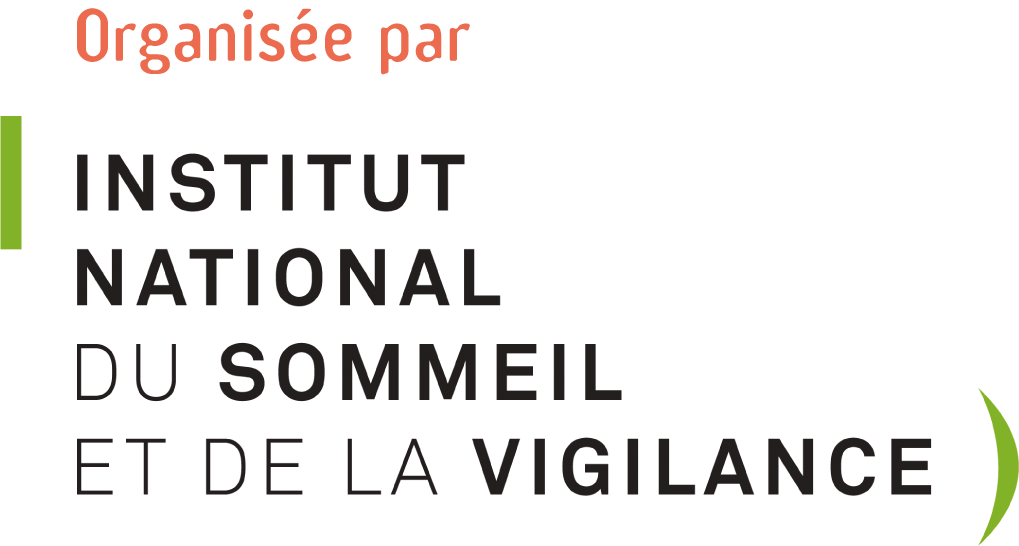 Organisée par
INSTITUT
NATIONAL
DU SOMMEIL
ET DE LA VIGILANCE